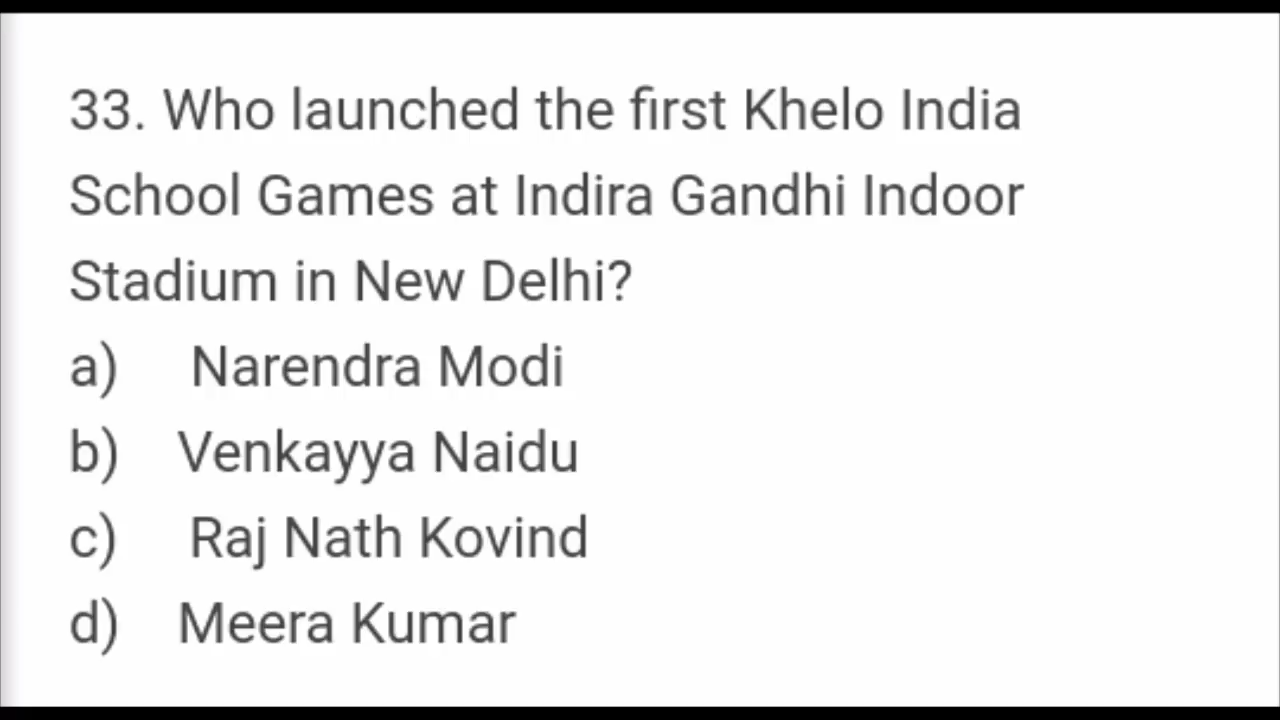 33. Who launched the first Khelo India
School Games at Indira Gandhi Indoor
Stadium in New Delhi?
a) Narendra Modi
b) Venkayya Naidu
c) Raj Nath Kovind
d) Meera Kumar